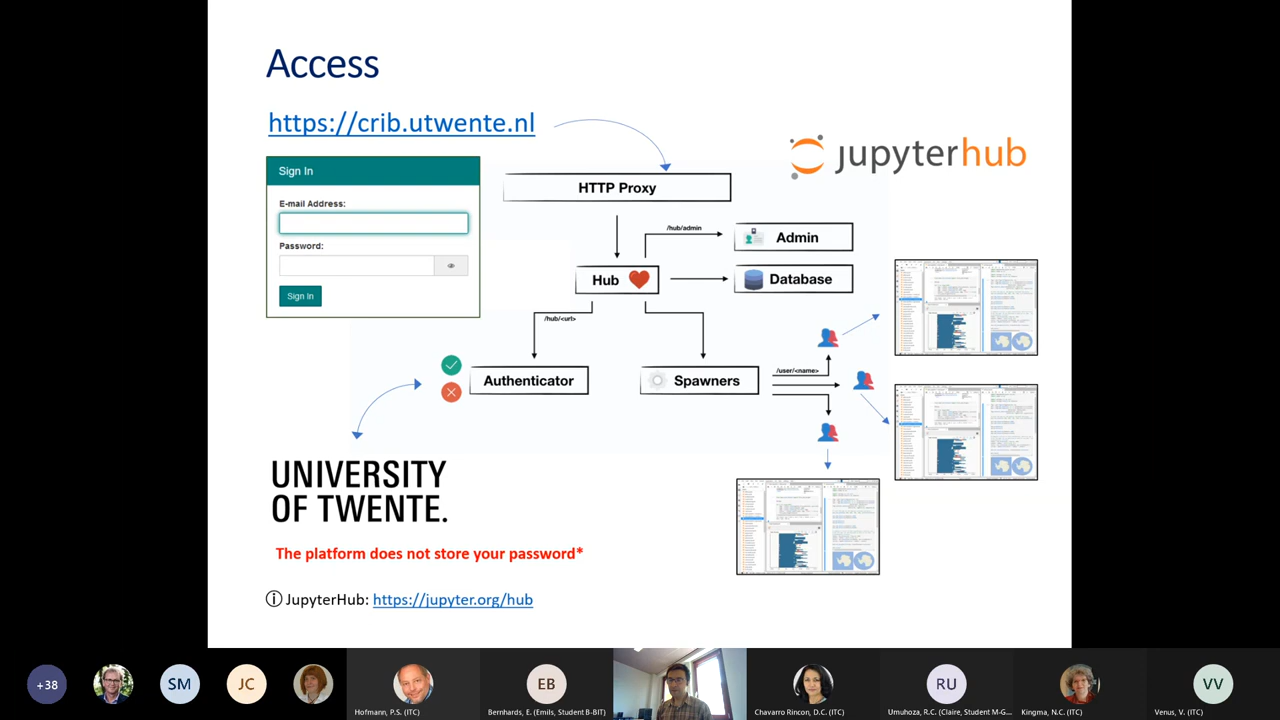 Access
https://crib.utwente.nl
jupyterhub
Sign In
E-mail Address:
Password:
Sign In
HTTP Proxy
/hub/admin
Admin
Hub
Database
/hub/<url>
Authenticator
Spawners
/user/<name>
UNIVERSITY
OF TWENTE.
The platform does not store your password*
JupyterHub: https://jupyter.org/hub
+38
SM
JC
Hofmann, P.S. (ITC)
EB
Bernhards, E. (Emils, Student B-BIT)
Chavarro Rincon, D.C. (ITC)
RU
Umuhoza, R.C. (Claire, Student M-G...
Kingma, N.C. (ITC)
VV
Venus, V. (ITC)